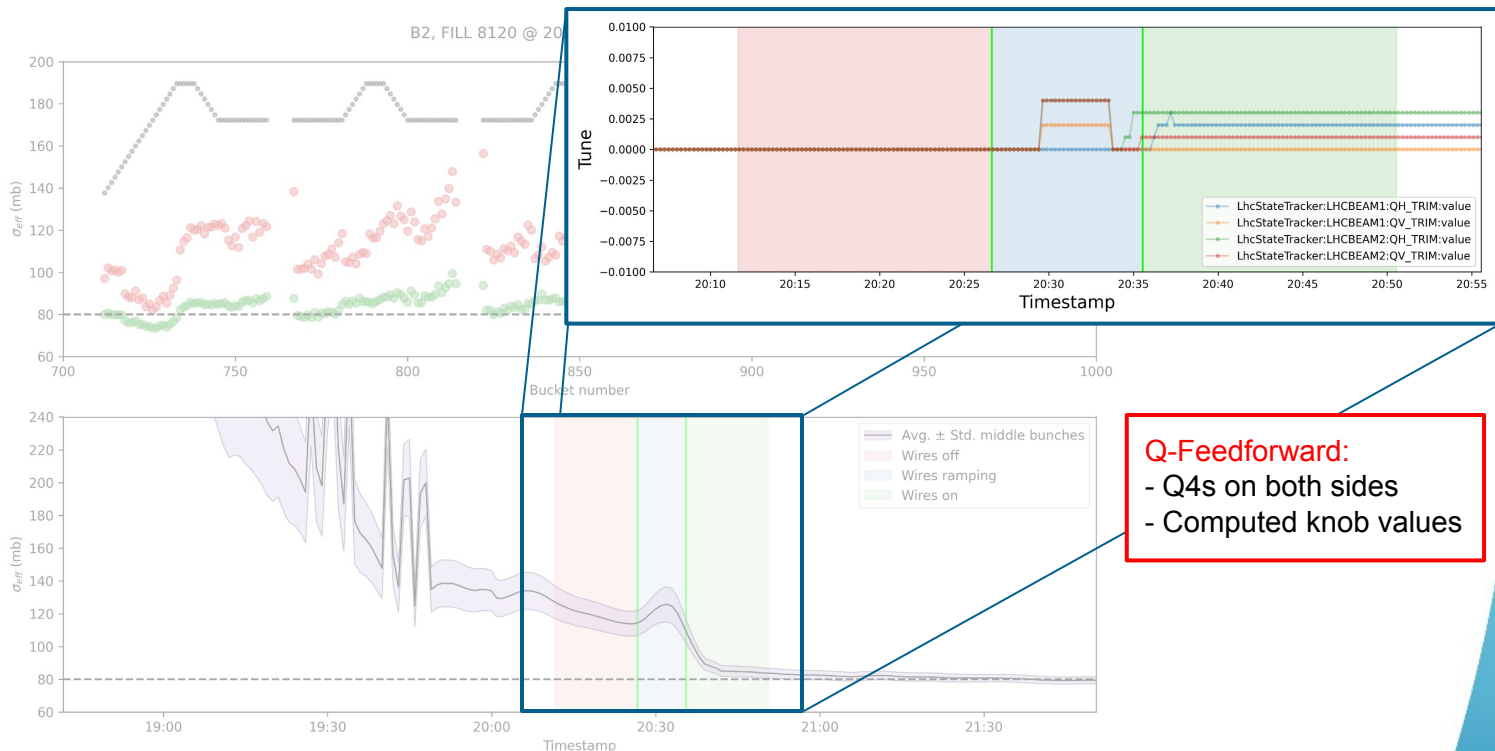 B2, FILL 8120 @ 20
200
180
160
140
120
100
80
60
σeff (mb)
700
750
800
850
900
950
1000
Bucket number
0.0100
0.0075
0.0050
0.0025
0.0000
−0.0025
−0.0050
−0.0075
−0.0100
Tune
LhcStateTracker:LHCBEAM1:QH_TRIM:value
LhcStateTracker:LHCBEAM1:QV_TRIM:value
LhcStateTracker:LHCBEAM2:QH_TRIM:value
LhcStateTracker:LHCBEAM2:QV_TRIM:value
20:10
20:15
20:20
20:25
20:30
20:35
20:40
20:45
20:50
20:55
Timestamp
240
220
200
180
160
140
120
100
80
60
σeff (mb)
Avg. ± Std. middle bunches
Wires off
Wires ramping
Wires on
19:00
19:30
20:00
20:30
21:00
21:30
Timestamp
Q-Feedforward:
- Q4s on both sides
- Computed knob values